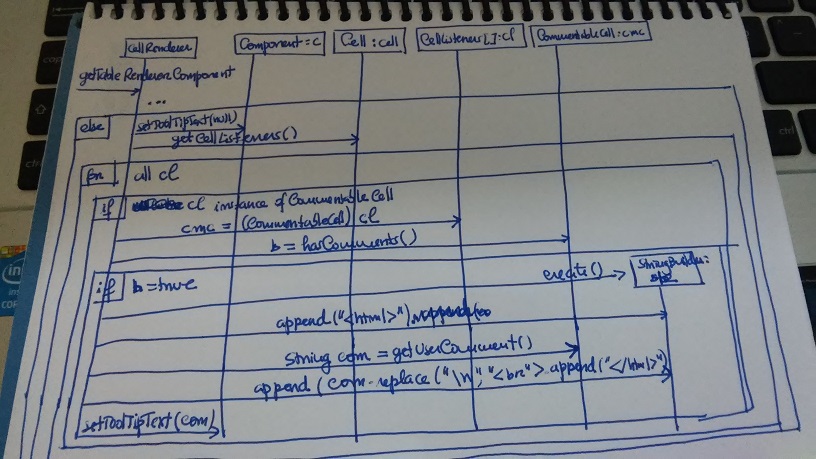 CellRenderer
Component : c
Cell : cell
CellListeners[] : cl
CommentableCell : cmc
getTableRendererComponent
...
else
setToolTipText(null)
getCellListeners()
for all cl
if cl instance of CommentableCell
cmc = (CommentableCell) cl
b = hasComments()
if b = true
create()
StringBuilder :
append("<html>")
String com = getUserComment()
append(com.replace("\n", "<br">.append("</html>")
setToolTipText(com)
intel